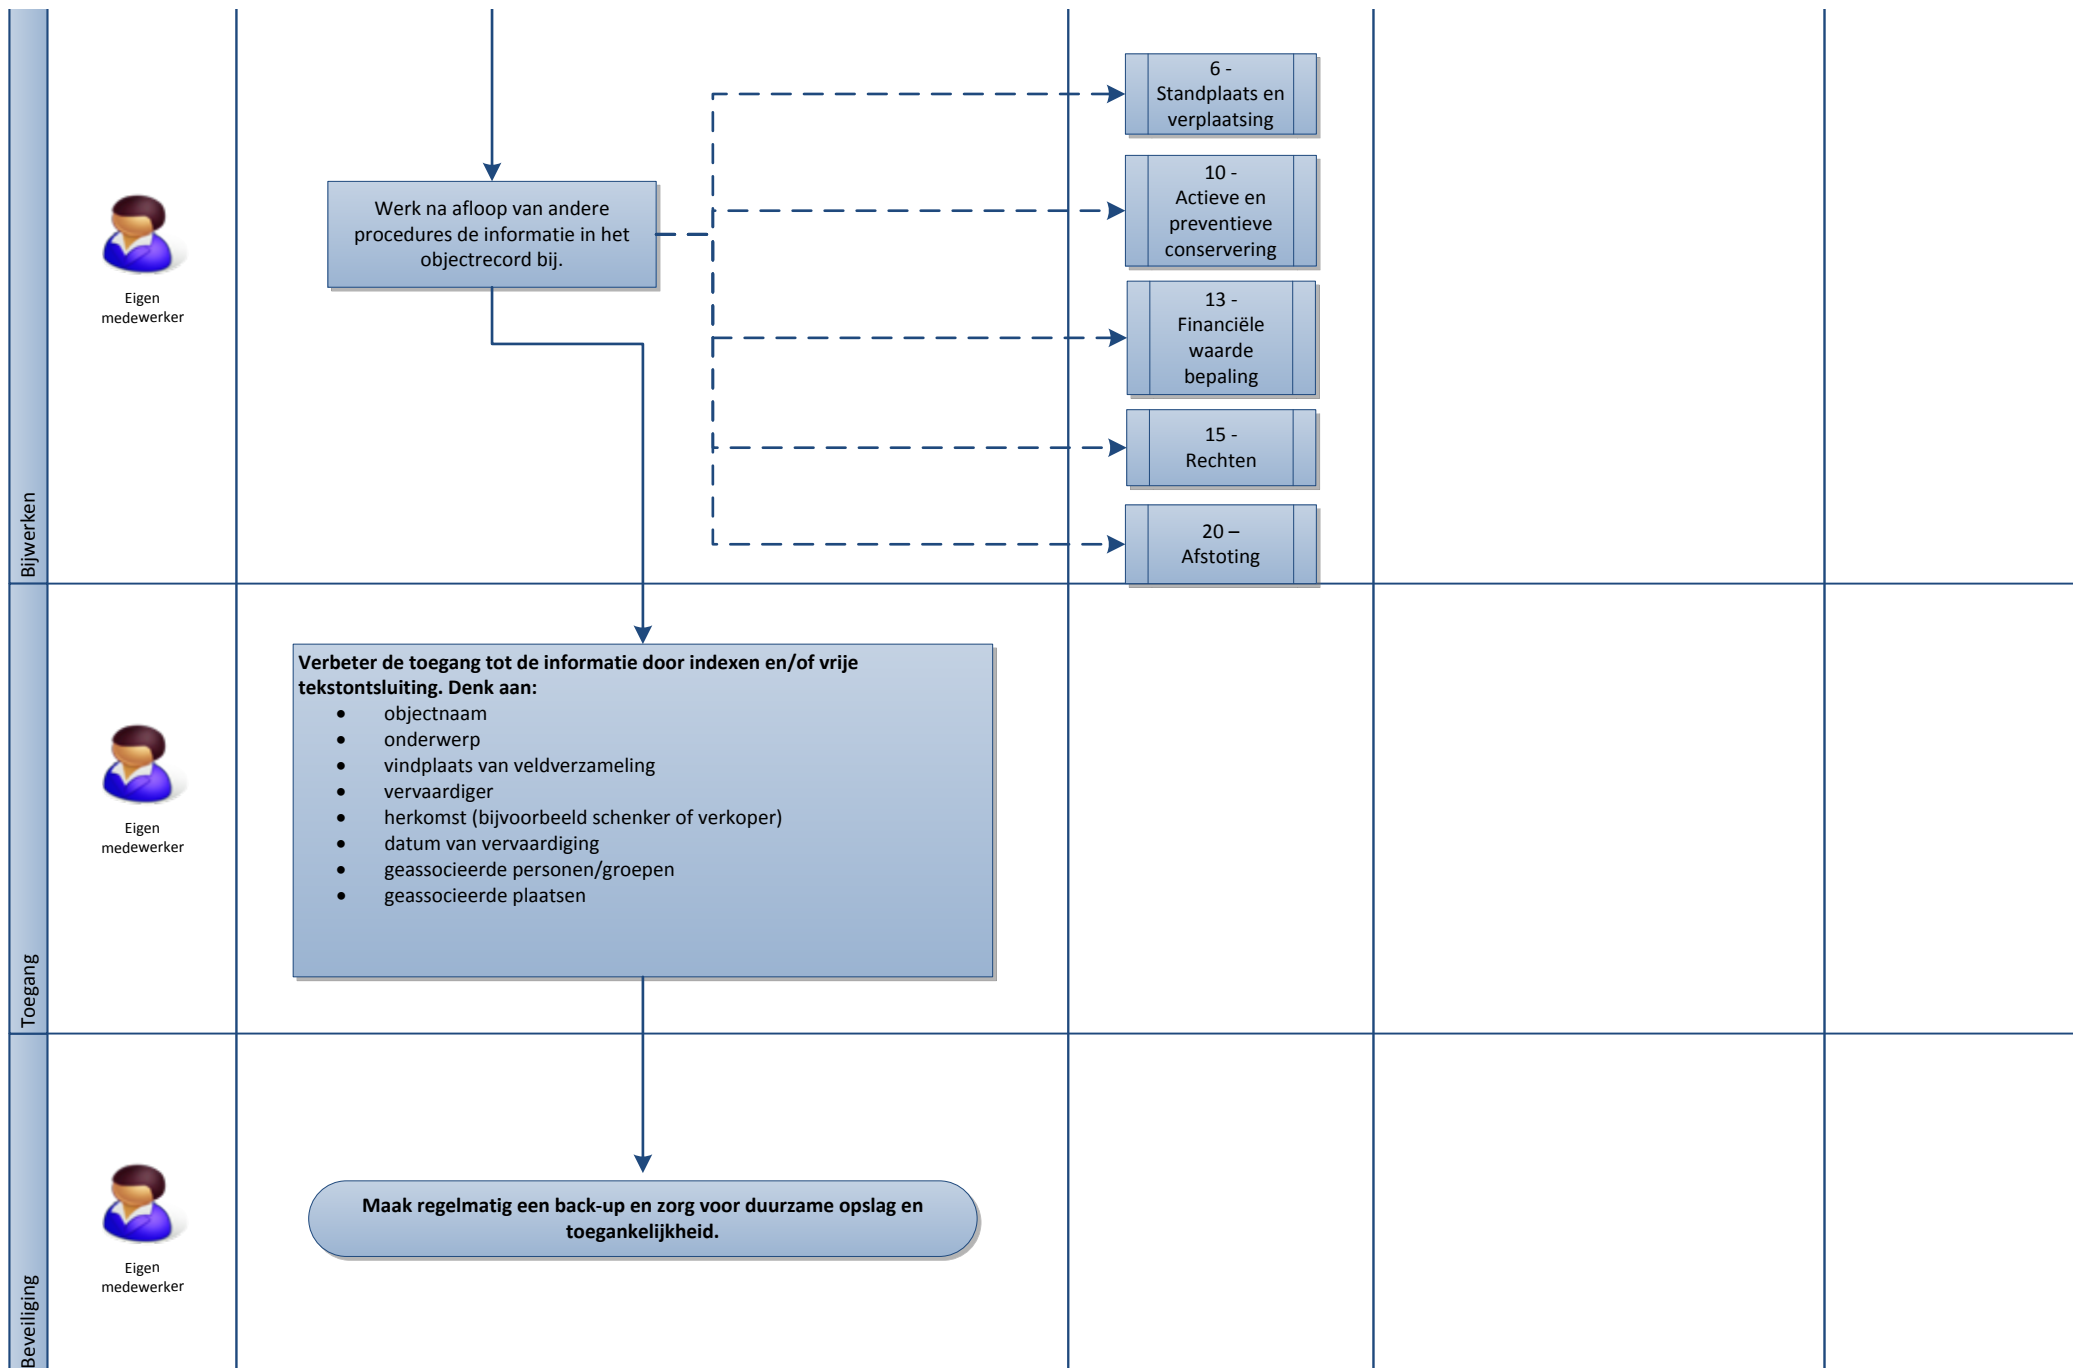 Bijwerken
Eigen
medewerker
Werk na afloop van andere
procedures de informatie in het
objectrecord bij.
6 -
Standplaats en
verplaatsing
10 -
Actieve en
preventieve
conservering
13 -
Financiële
waarde
bepaling
15 -
Rechten
20 –
Afstoting
Toegang
Eigen
medewerker
Verbeter de toegang tot de informatie door indexen en/of vrije
tekstontsluiting. Denk aan:
• objectnaam
• onderwerp
• vindplaats van veldverzameling
• vervaardiger
• herkomst (bijvoorbeeld schenker of verkoper)
• datum van vervaardiging
• geassocieerde personen/groepen
• geassocieerde plaatsen
Beveiliging
Eigen
medewerker
Maak regelmatig een back-up en zorg voor duurzame opslag en
toegankelijkheid.